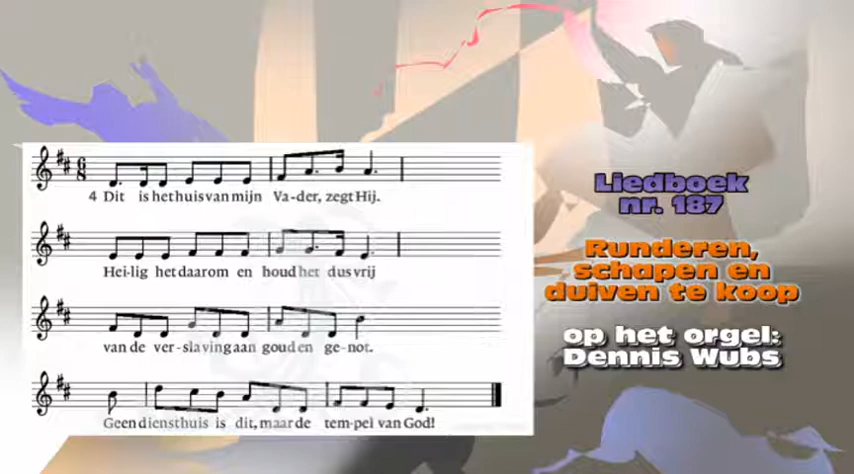 4 Dit is het huis van mijn Va-der, zegt Hij.
Hei-lig het daarom en houd het dus vrij
van de ver-slaving aan goud en ge-not.
Geen diensthuis is dit, maar de tem-pel van God!
Liedboek
nr. 187
Runderen,
schapen en
duiven te koop
op het orgel:
Dennis Wubs